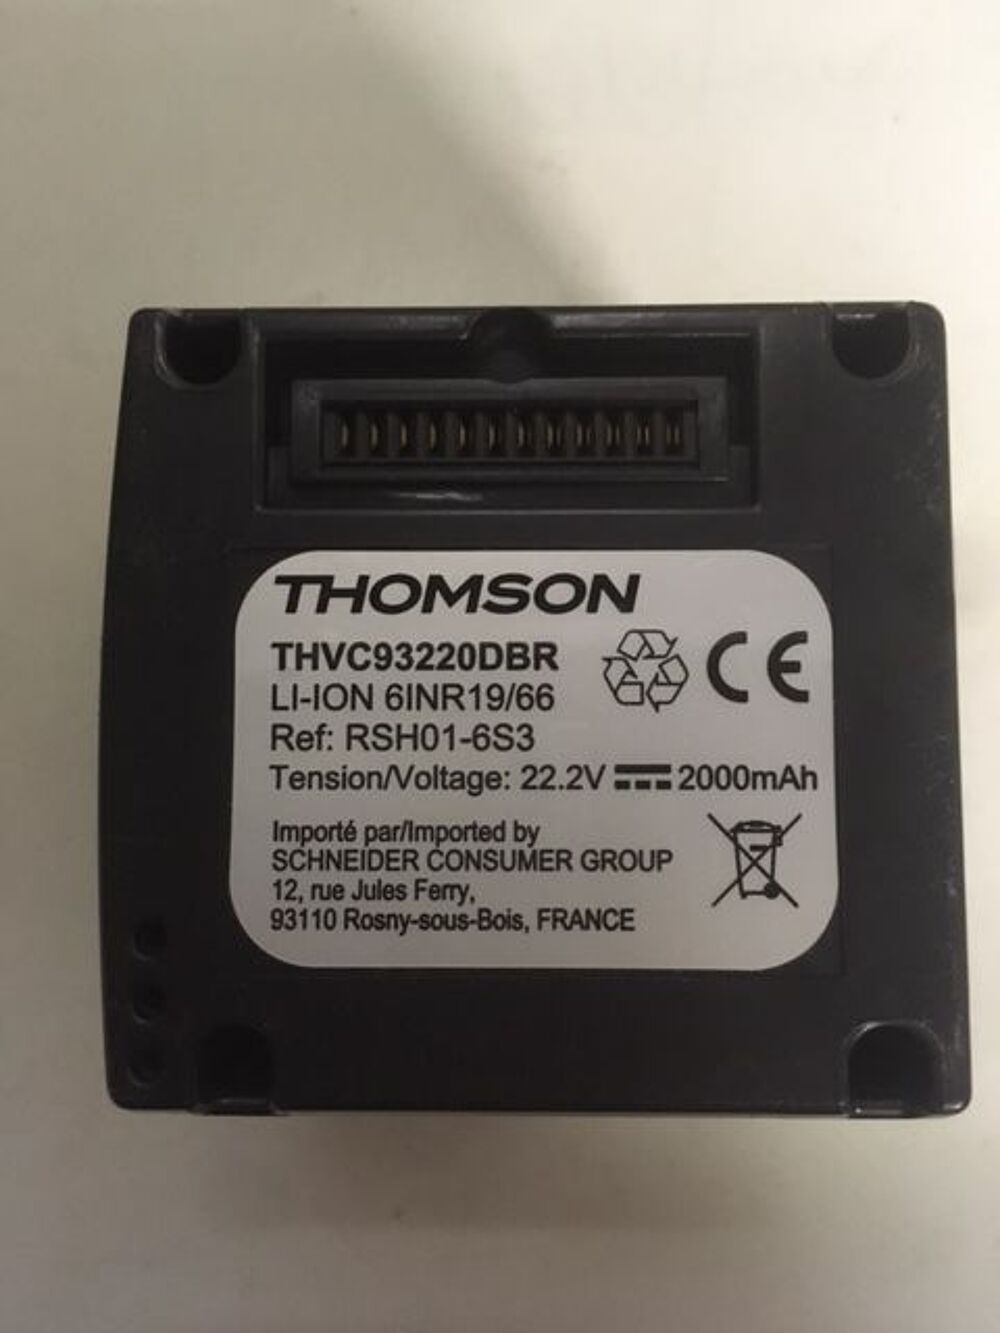 THOMSON
THVC93220DBR
LI-ION 6INR19/66
Ref: RSH01-6S3
Tension/Voltage: 22.2V ⎓ 2000mAh
CE
Importé par/Imported by
SCHNEIDER CONSUMER GROUP
12, rue Jules Ferry,
93110 Rosny-sous-Bois, FRANCE